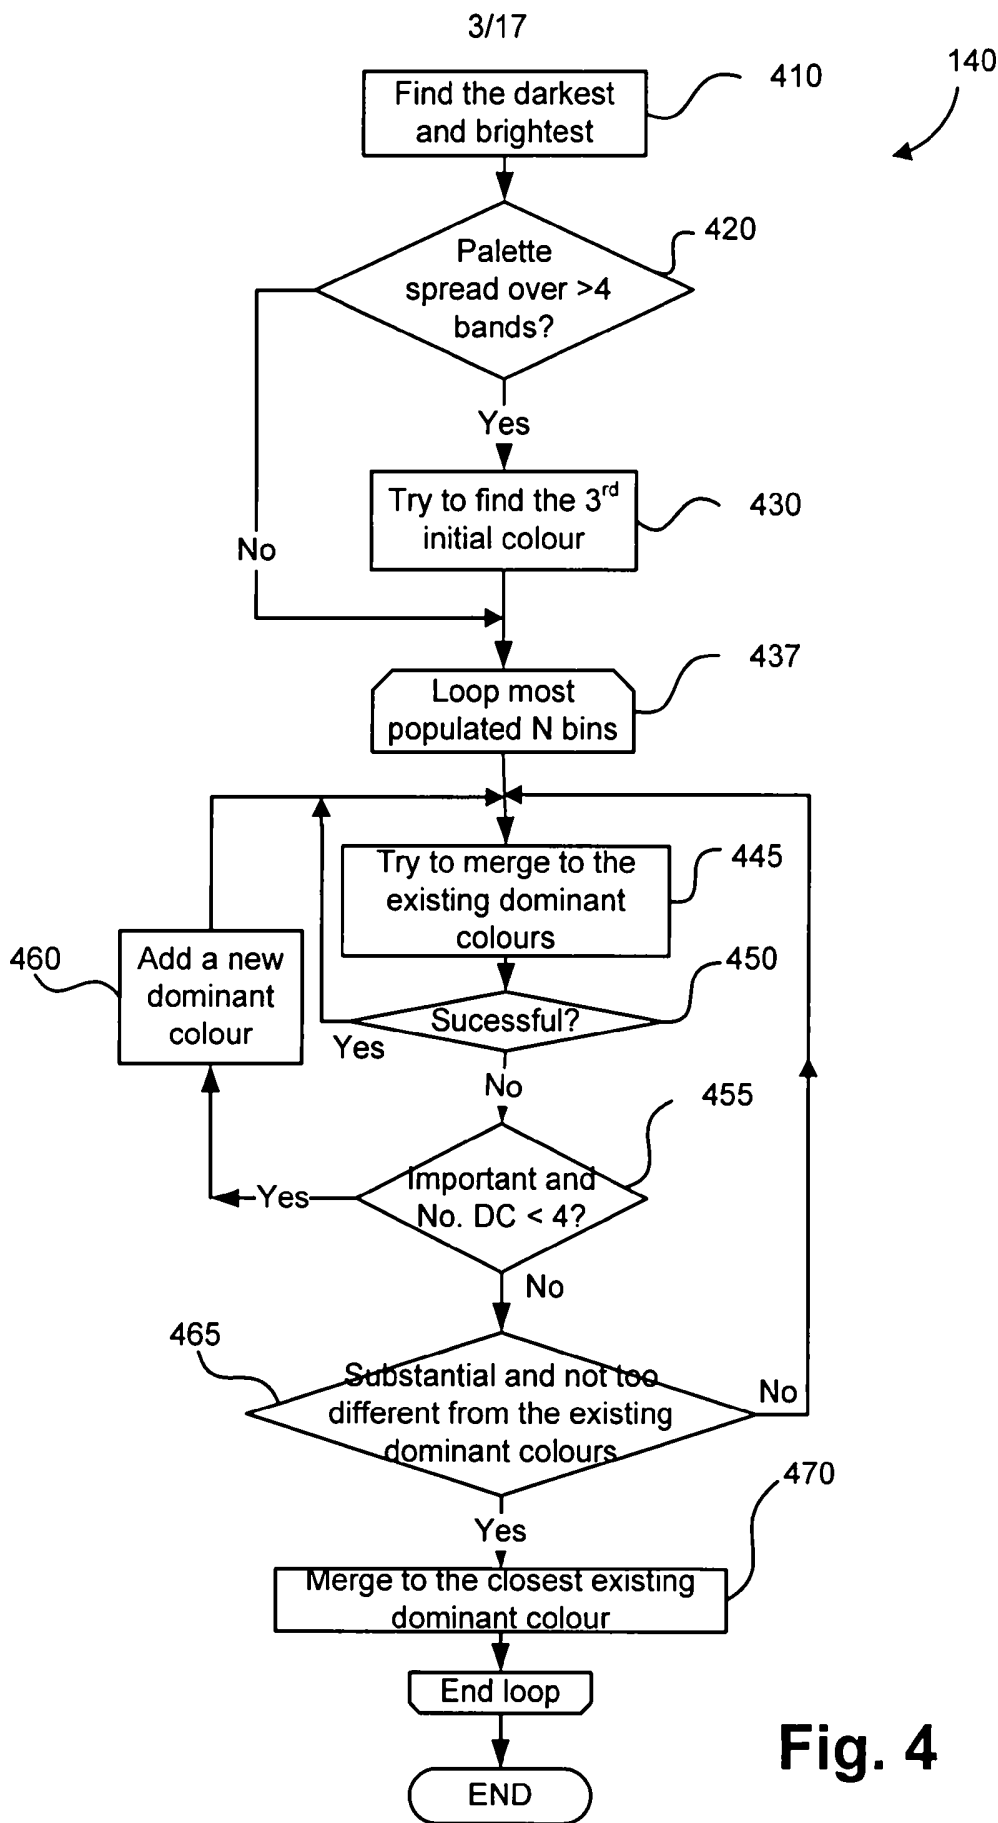 3/17
140
410
Find the darkest
and brightest
420
Palette
spread over >4
bands?
Yes
No
430
Try to find the 3rd
initial colour
437
Loop most
populated N bins
445
Try to merge to the
existing dominant
colours
460
Add a new
dominant
colour
450
Sucessful?
Yes
No
455
Important and
No. DC < 4?
Yes
No
465
Substantial and not too
different from the existing
dominant colours
No
Yes
470
Merge to the closest existing
dominant colour
End loop
END
Fig. 4